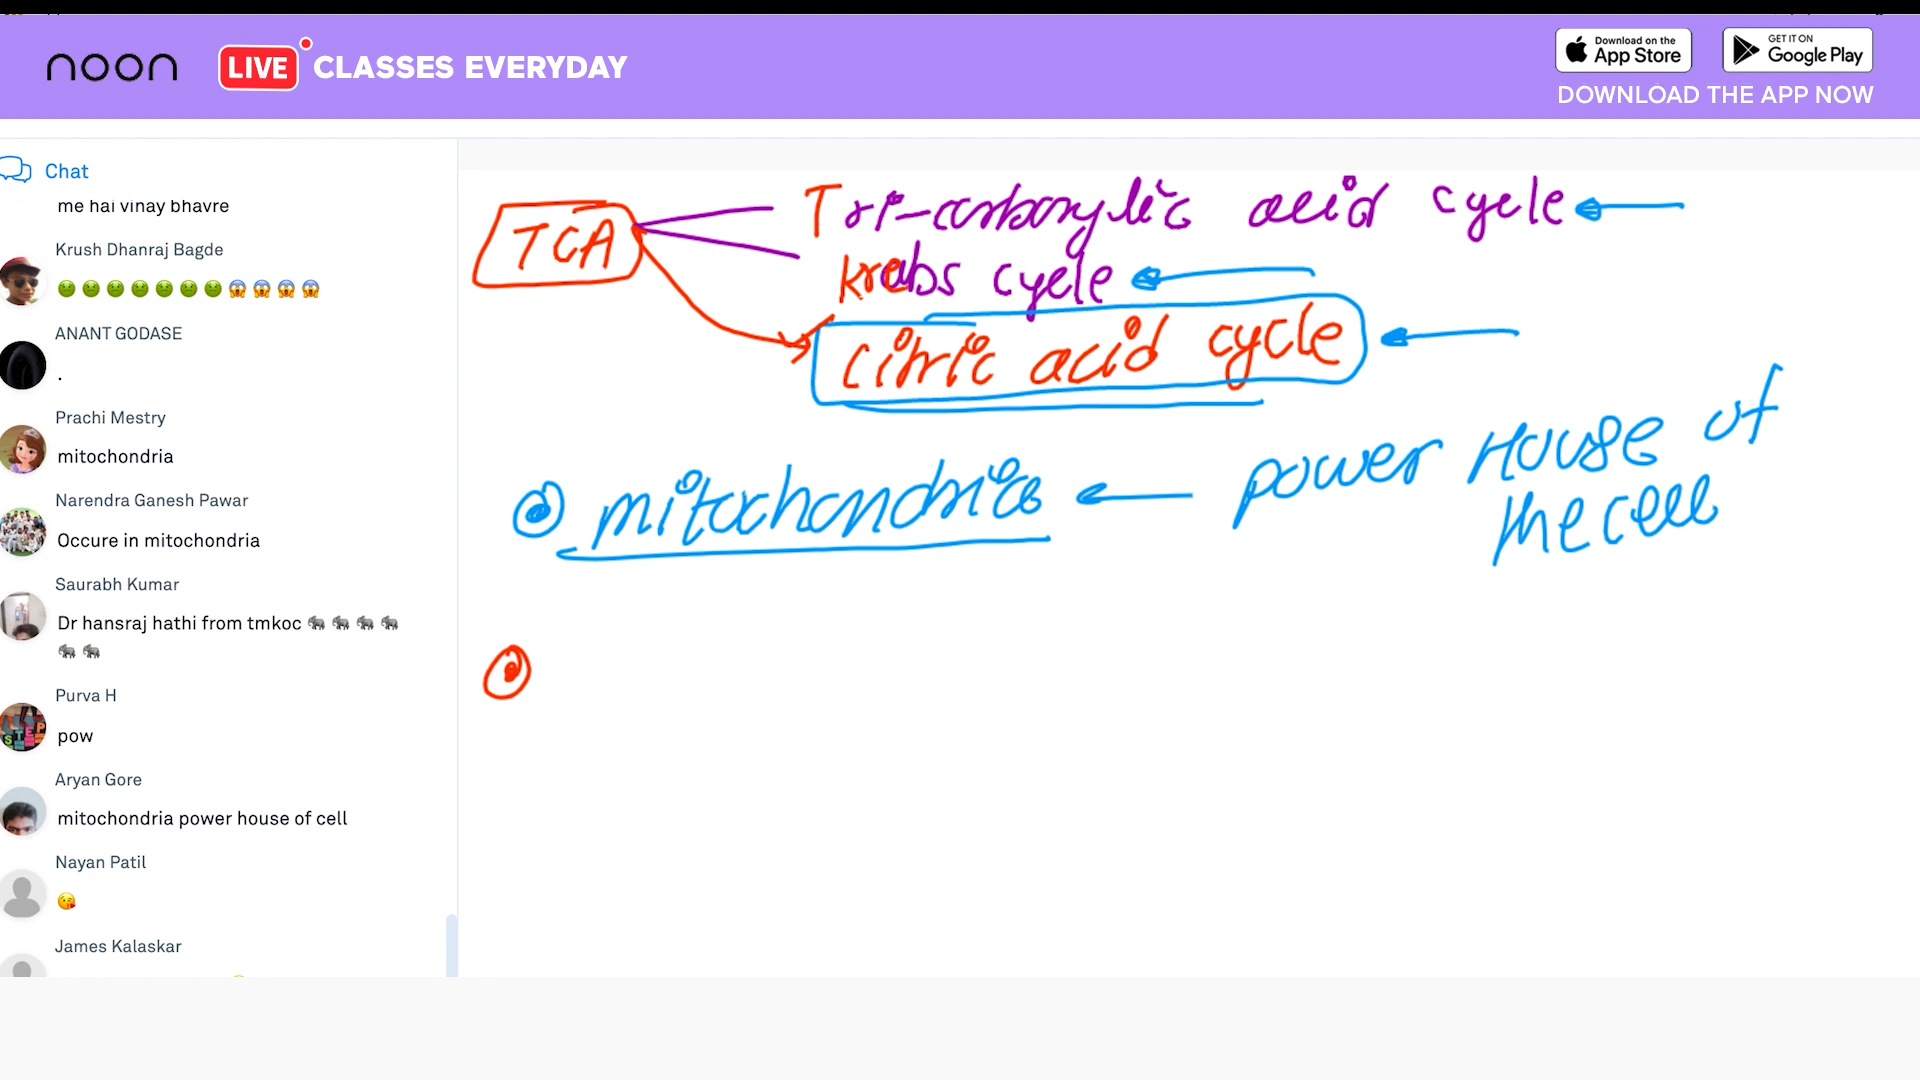 noon LIVE CLASSES EVERYDAY
Download on the App Store
GET IT ON Google Play
DOWNLOAD THE APP NOW
Chat
me hai vinay bhavre
Krush Dhanraj Bagde
🤢🤢🤢🤢🤢🤢🤢😱😱😱😱
ANANT GODASE
.
Prachi Mestry
mitochondria
Narendra Ganesh Pawar
Occure in mitochondria
Saurabh Kumar
Dr hansraj hathi from tmkoc 🐘🐘🐘🐘
🐘🐘
Purva H
pow
Aryan Gore
mitochondria power house of cell
Nayan Patil
😘
James Kalaskar
TCA
Tri-carboxylic acid cycle
krebs cycle
citric acid cycle
mitochondria
power House of
the cell